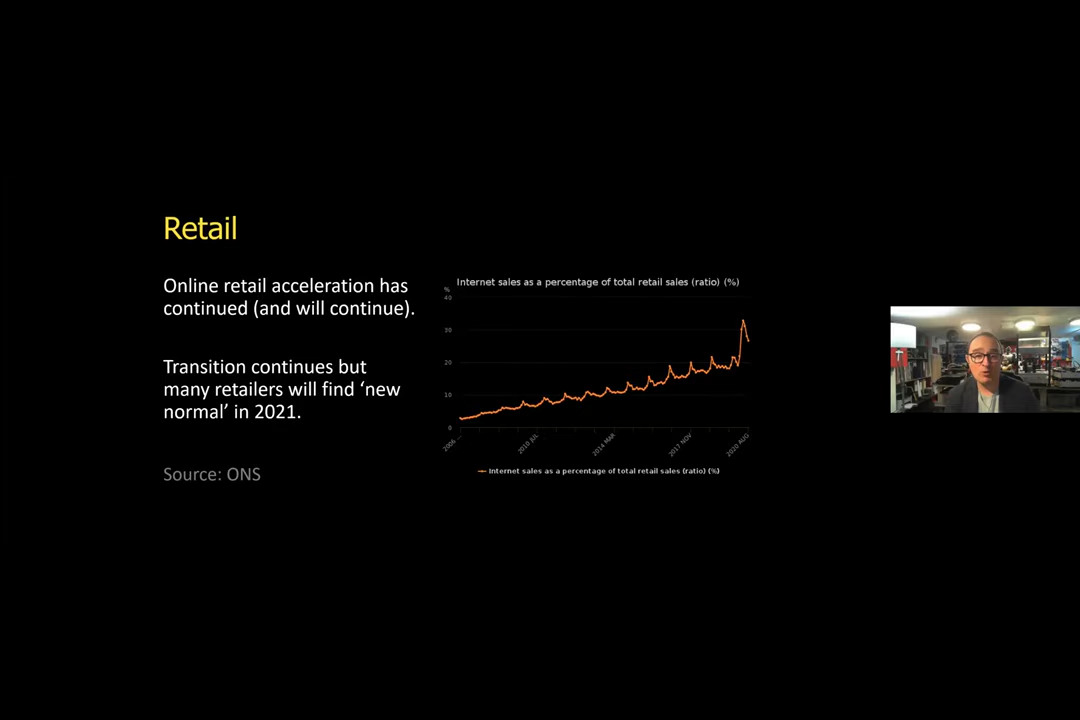 Retail
Online retail acceleration has
continued (and will continue).
Transition continues but
many retailers will find ‘new
normal’ in 2021.
Source: ONS
Internet sales as a percentage of total retail sales (ratio) (%)
%
40
30
20
10
0
2006 ...
2010 JUL
2014 MAR
2017 NOV
2020 AUG
Internet sales as a percentage of total retail sales (ratio) (%)